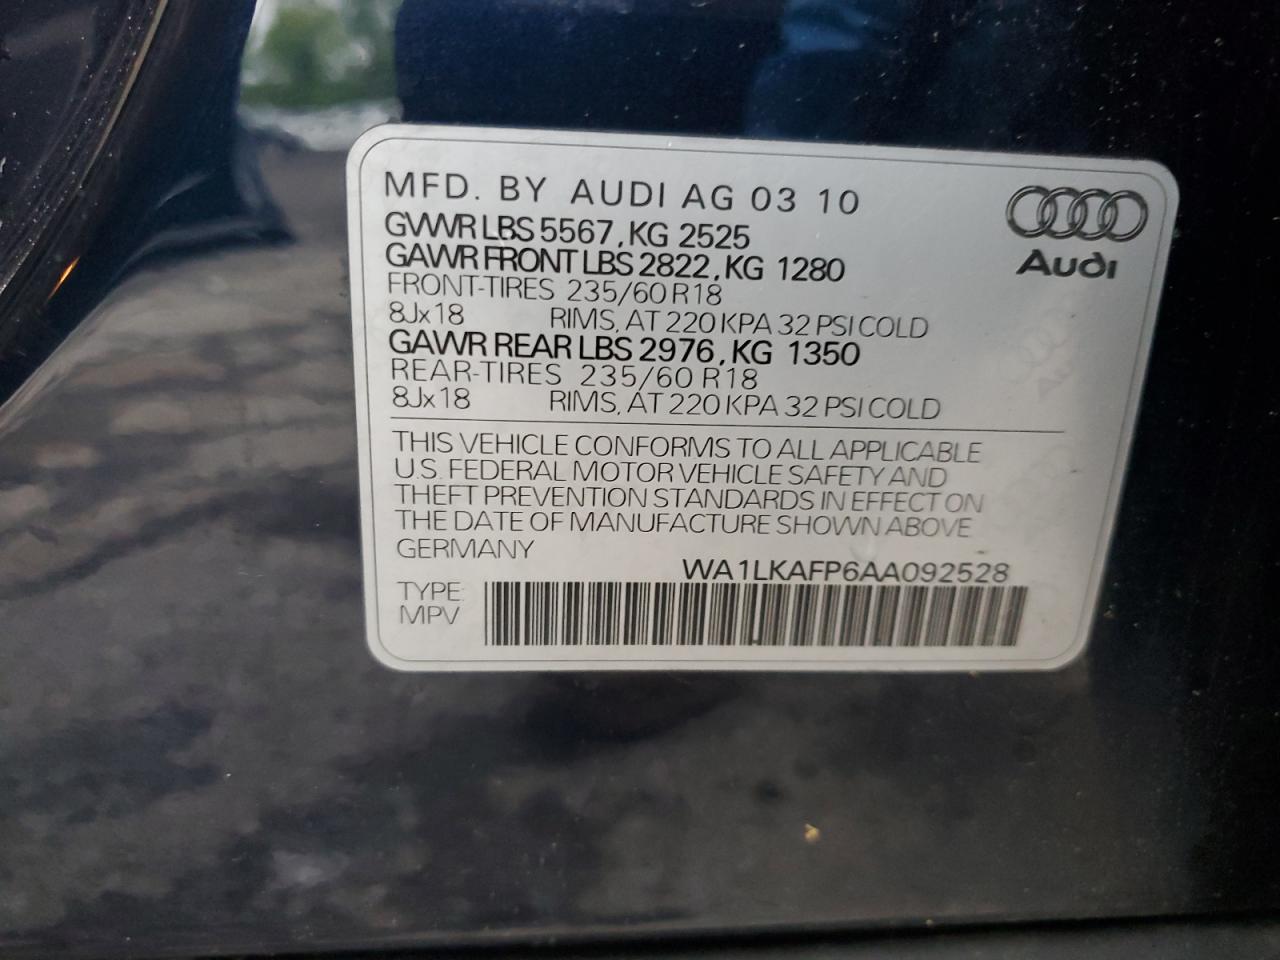 MFD. BY AUDI AG 03 10
Audi
GVWR LBS 5567, KG 2525
GAWR FRONT LBS 2822, KG 1280
FRONT-TIRES 235/60 R18
8Jx18 RIMS, AT 220 KPA 32 PSI COLD
GAWR REAR LBS 2976, KG 1350
REAR-TIRES 235/60 R18
8Jx18 RIMS, AT 220 KPA 32 PSI COLD
THIS VEHICLE CONFORMS TO ALL APPLICABLE
U.S. FEDERAL MOTOR VEHICLE SAFETY AND
THEFT PREVENTION STANDARDS IN EFFECT ON
THE DATE OF MANUFACTURE SHOWN ABOVE
GERMANY
WA1LKAFP6AA092528
TYPE:
MPV